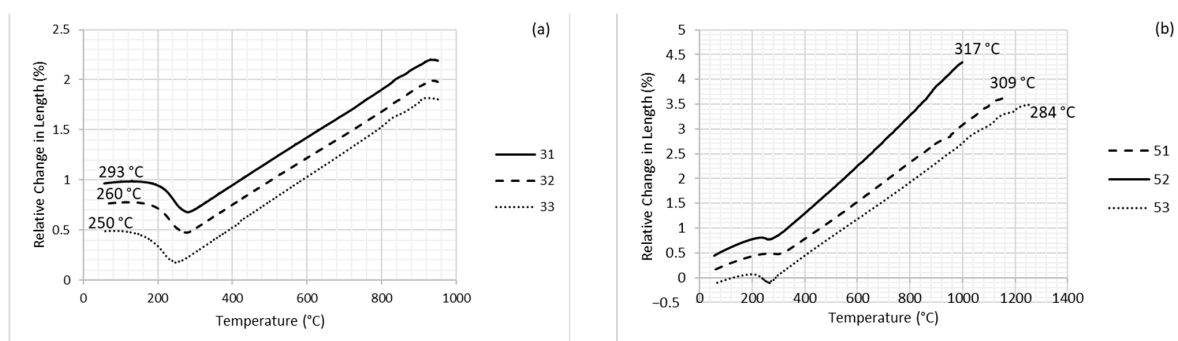 (a)
Relative Change in Length (%)
2.5
2
1.5
1
0.5
0
293 °C
260 °C
250 °C
0 200 400 600 800 1000
Temperature (°C)
31
32
33
(b)
Relative Change in Length (%)
5
4.5
4
3.5
3
2.5
2
1.5
1
0.5
0
−0.5
317 °C
309 °C
284 °C
0 200 400 600 800 1000 1200 1400
Temperature (°C)
51
52
53